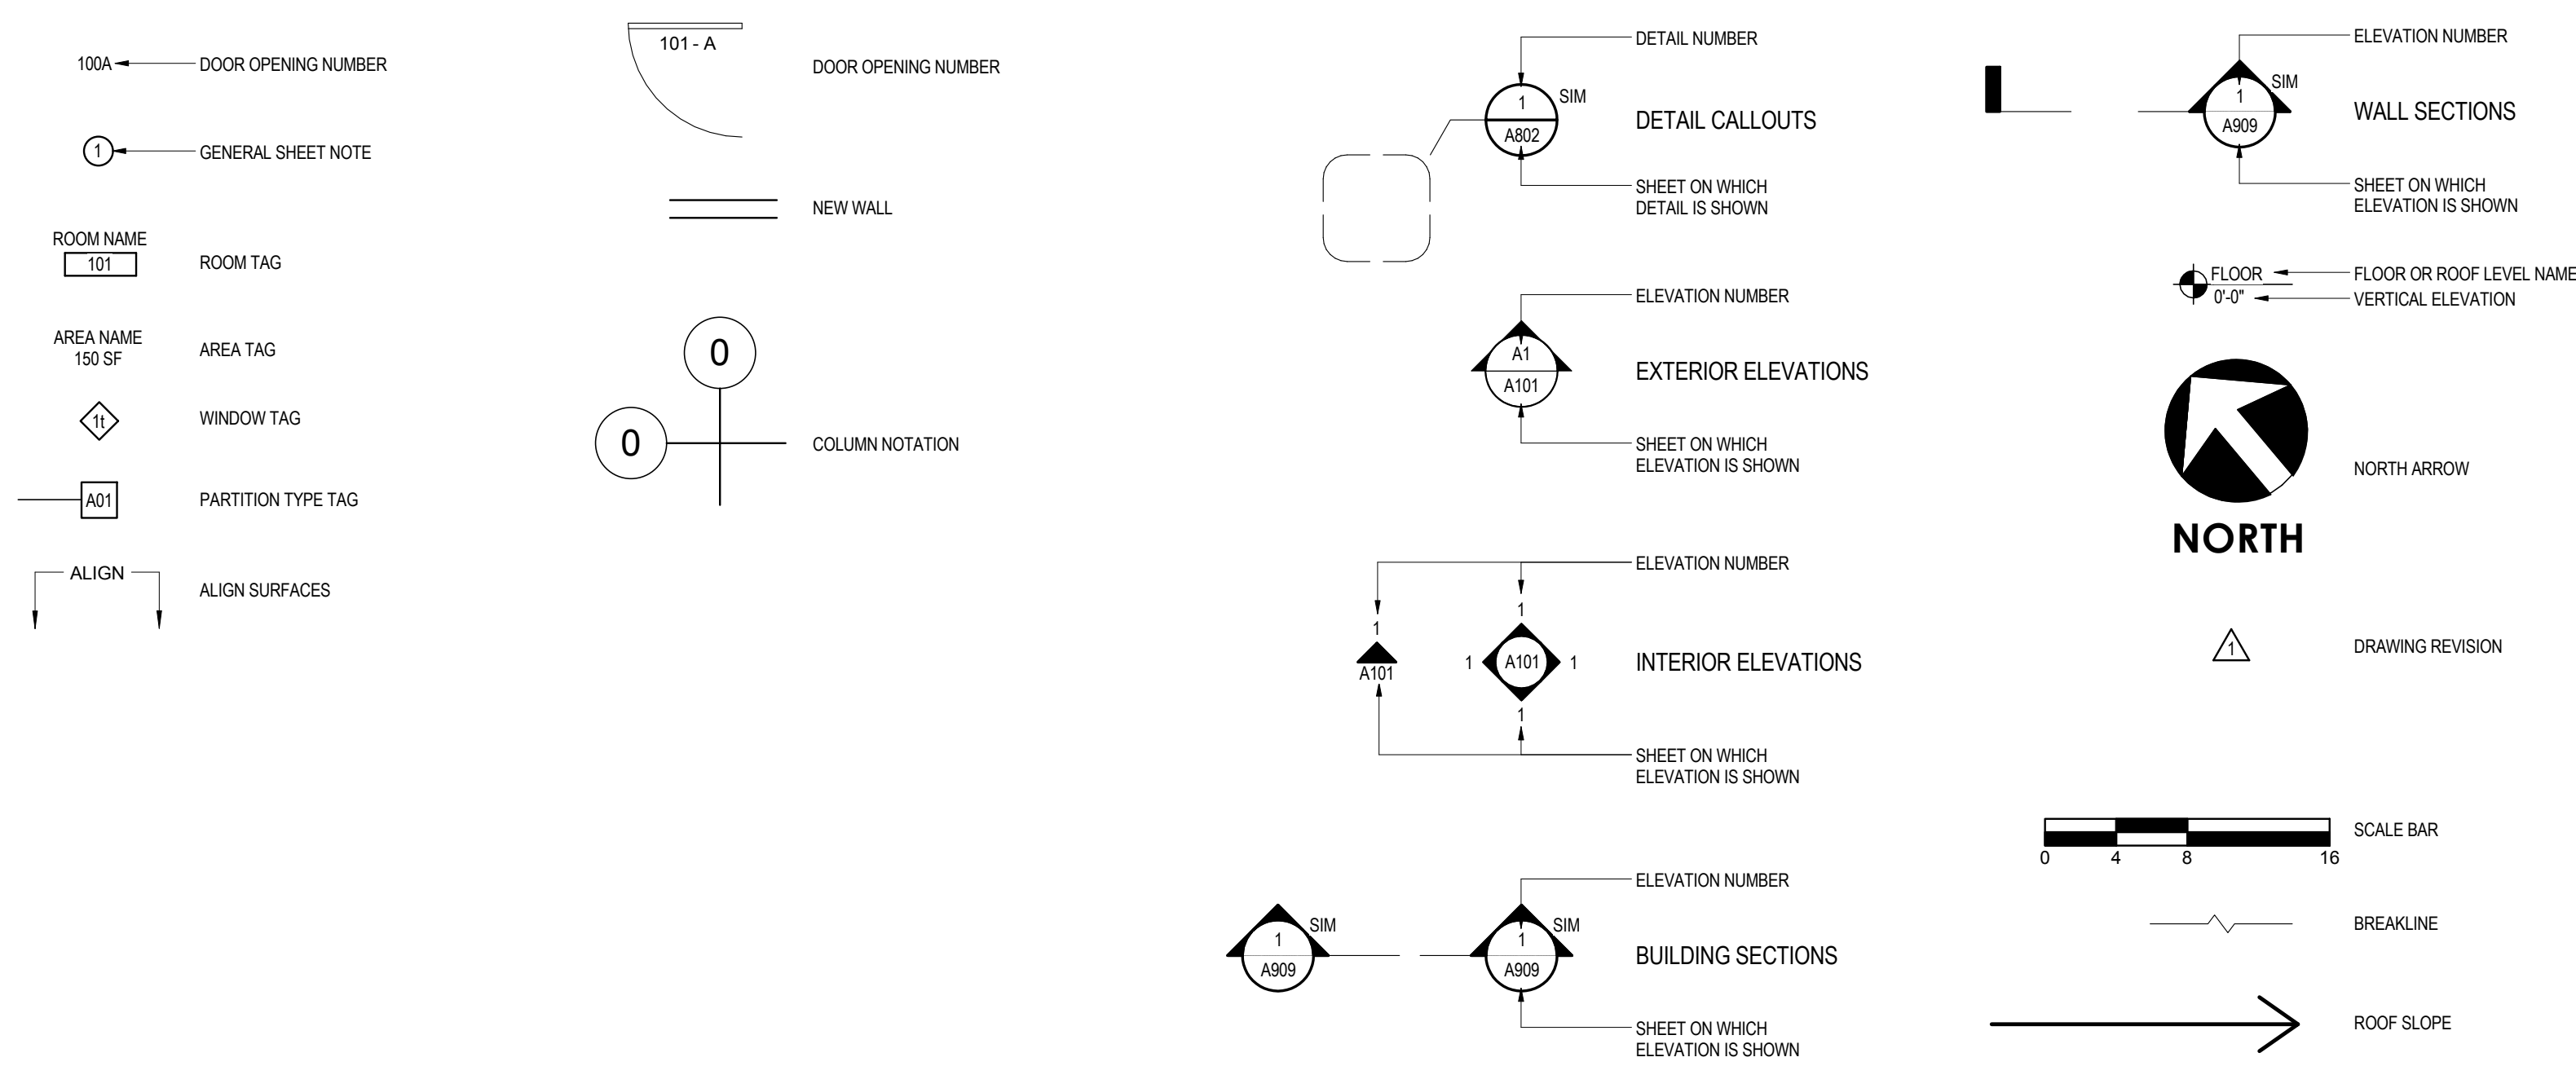 100A
DOOR OPENING NUMBER
1
GENERAL SHEET NOTE
ROOM NAME
101
ROOM TAG
AREA NAME
150 SF
AREA TAG
1t
WINDOW TAG
A01
PARTITION TYPE TAG
ALIGN
ALIGN SURFACES
101 - A
DOOR OPENING NUMBER
NEW WALL
0
0
COLUMN NOTATION
DETAIL NUMBER
1
SIM
A802
DETAIL CALLOUTS
SHEET ON WHICH
DETAIL IS SHOWN
ELEVATION NUMBER
A1
A101
EXTERIOR ELEVATIONS
SHEET ON WHICH
ELEVATION IS SHOWN
ELEVATION NUMBER
1
1
A101
1
A101
1
1
INTERIOR ELEVATIONS
SHEET ON WHICH
ELEVATION IS SHOWN
ELEVATION NUMBER
1
SIM
A909
1
SIM
A909
BUILDING SECTIONS
SHEET ON WHICH
ELEVATION IS SHOWN
ELEVATION NUMBER
1
SIM
A909
WALL SECTIONS
SHEET ON WHICH
ELEVATION IS SHOWN
FLOOR
FLOOR OR ROOF LEVEL NAME
0'-0"
VERTICAL ELEVATION
NORTH ARROW
NORTH
1
DRAWING REVISION
SCALE BAR
0 4 8 16
BREAKLINE
ROOF SLOPE